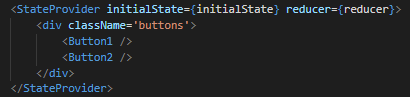 <StateProvider initialState={initialState} reducer={reducer}>
<div className='buttons'>
<Button1 />
<Button2 />
</div>
</StateProvider>